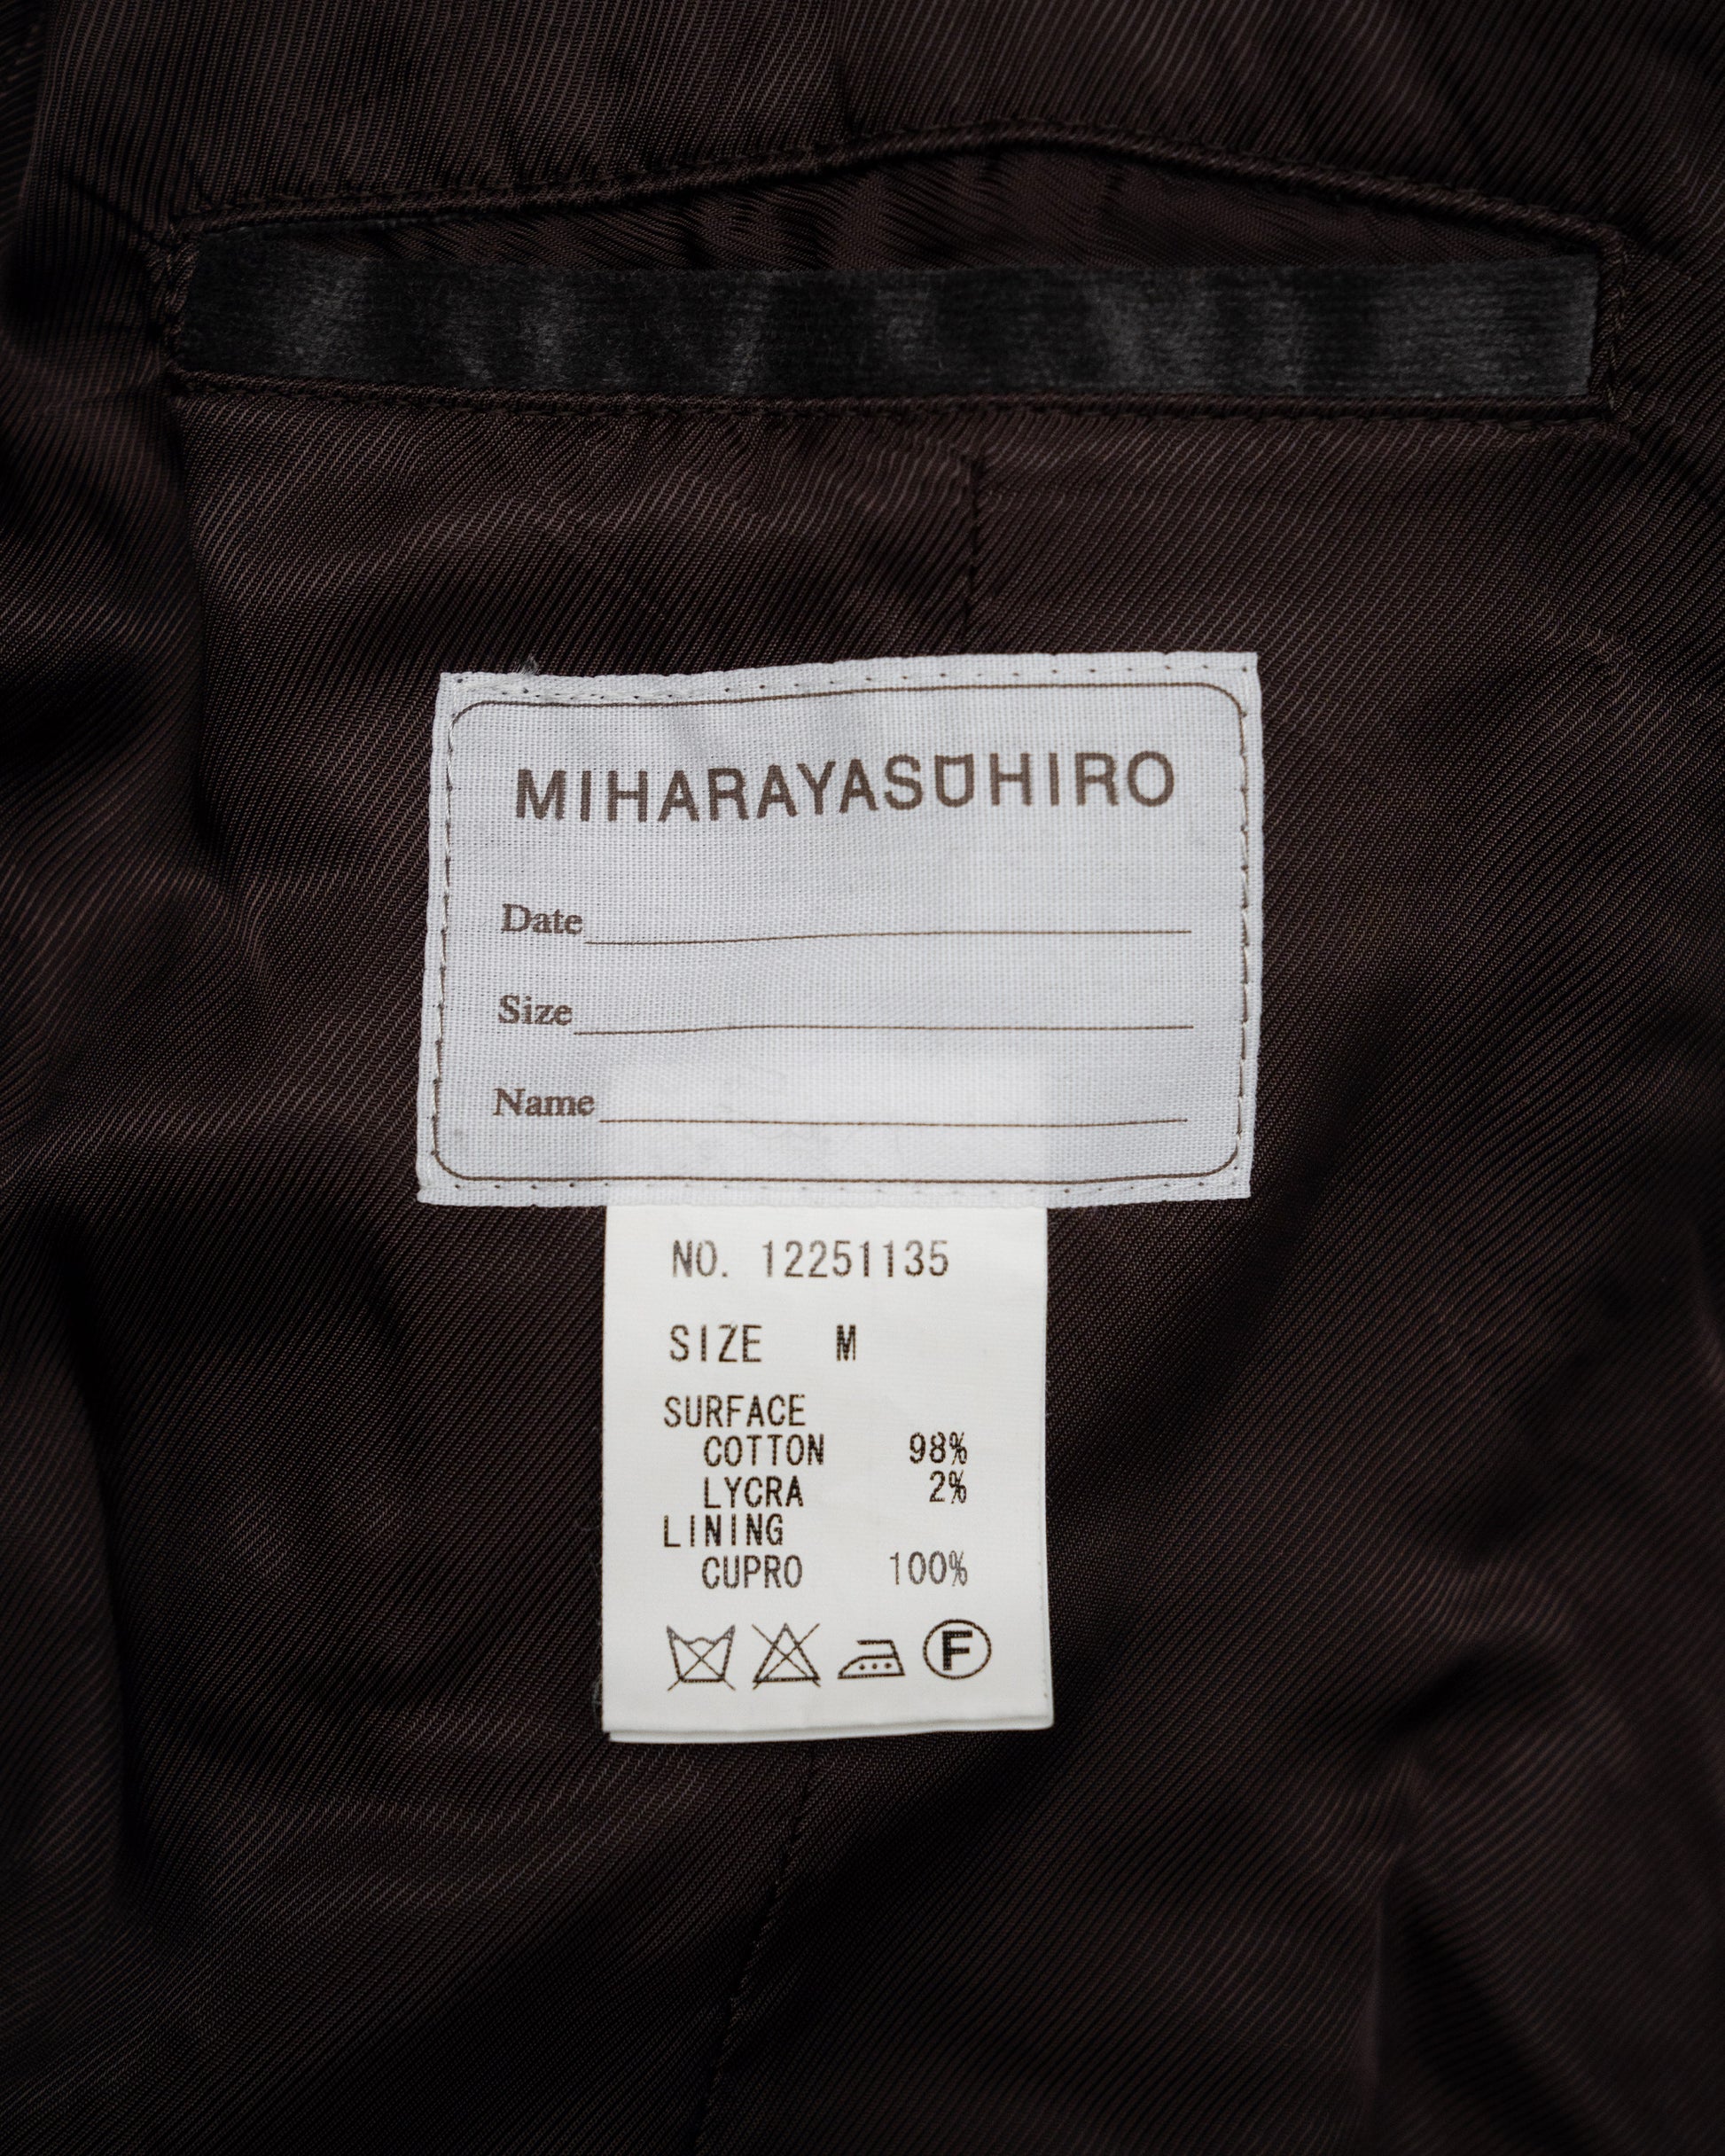 MIHARAYASUHIRO
Date
Size
Name
NO. 12251135
SIZE M
SURFACE
COTTON 98%
LYCRA 2%
LINING
CUPRO 100%
F